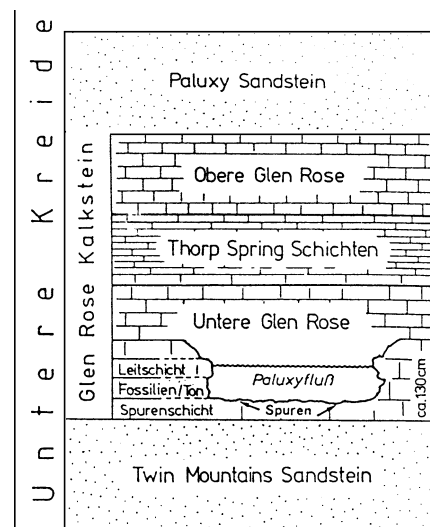 Untere Kreide
Glen Rose Kalkstein
Paluxy Sandstein
Obere Glen Rose
Thorp Spring Schichten
Untere Glen Rose
Leitschicht
Fossilien/Ton
Spurenschicht
Paluxyfluß
Spuren
ca.130cm
Twin Mountains Sandstein